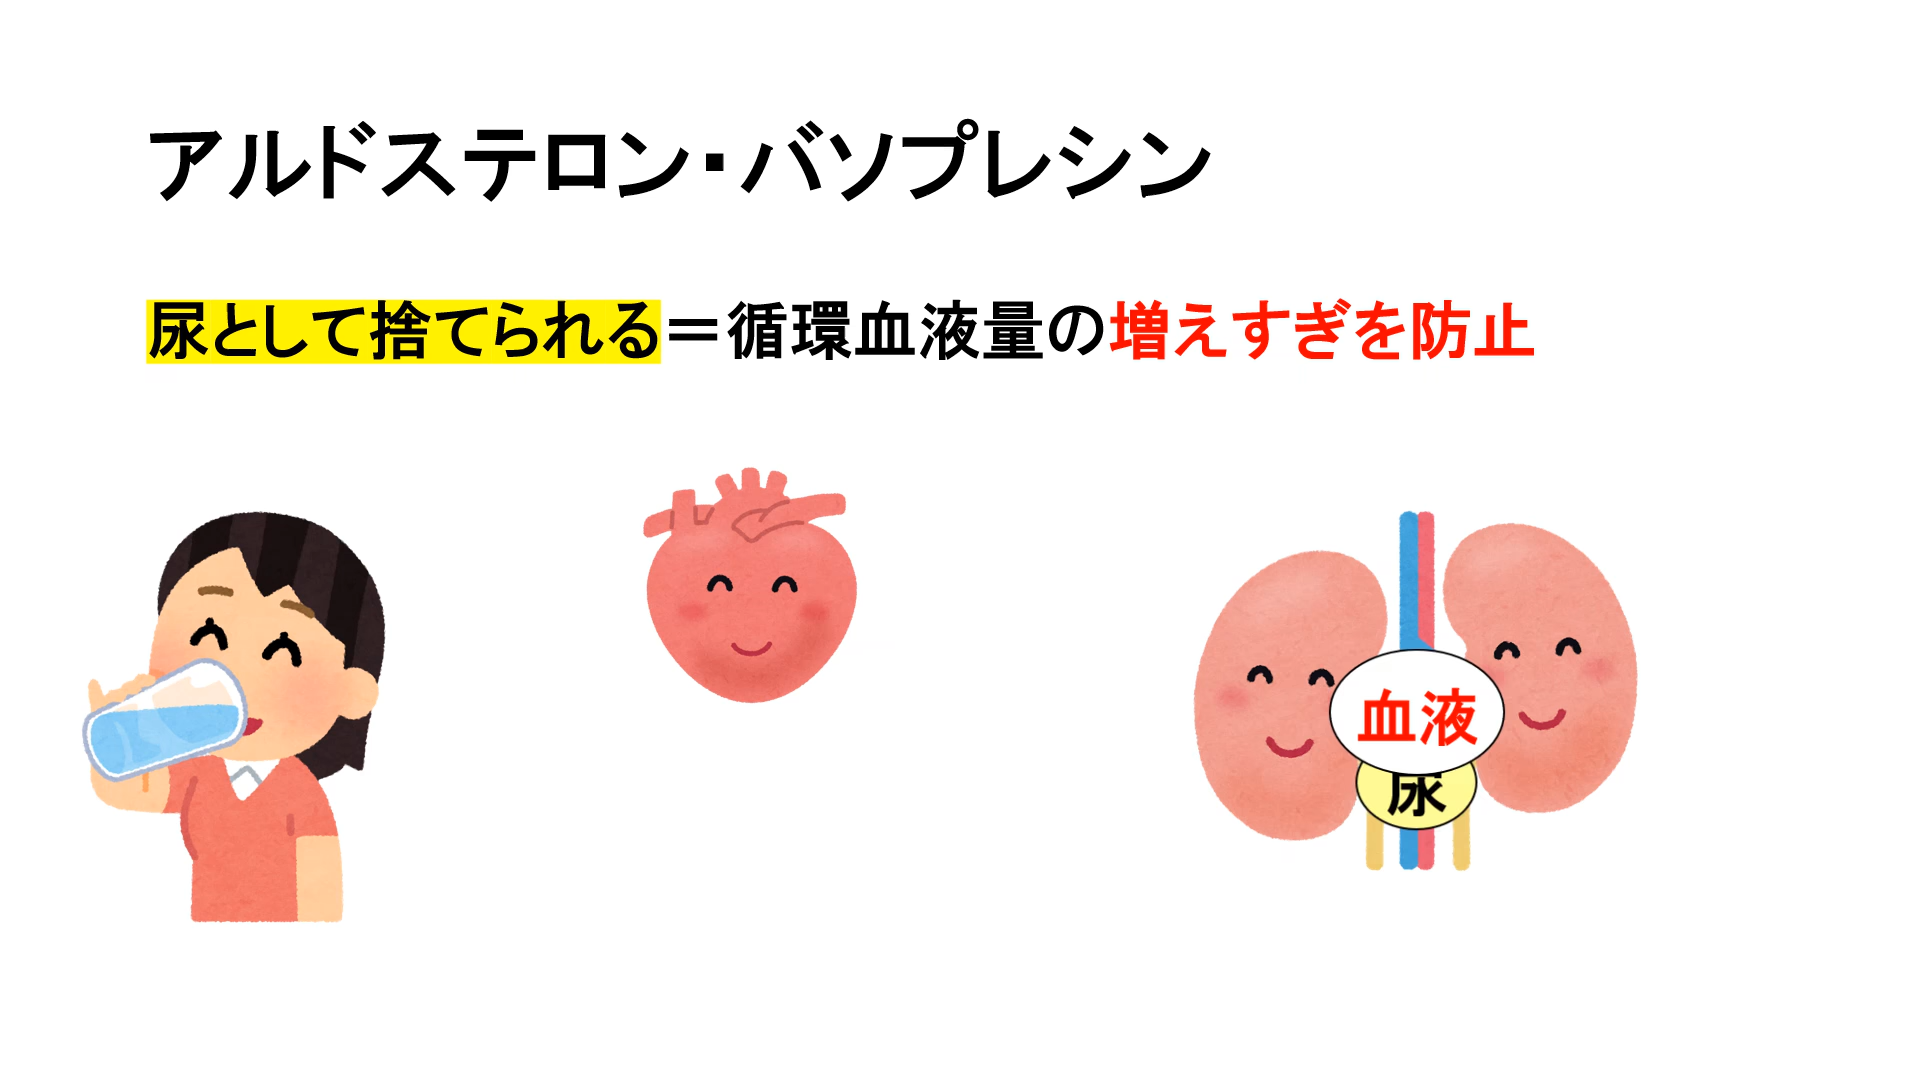 アルドステロン・バソプレシン
尿として捨てられる＝循環血液量の増えすぎを防止
血液
尿